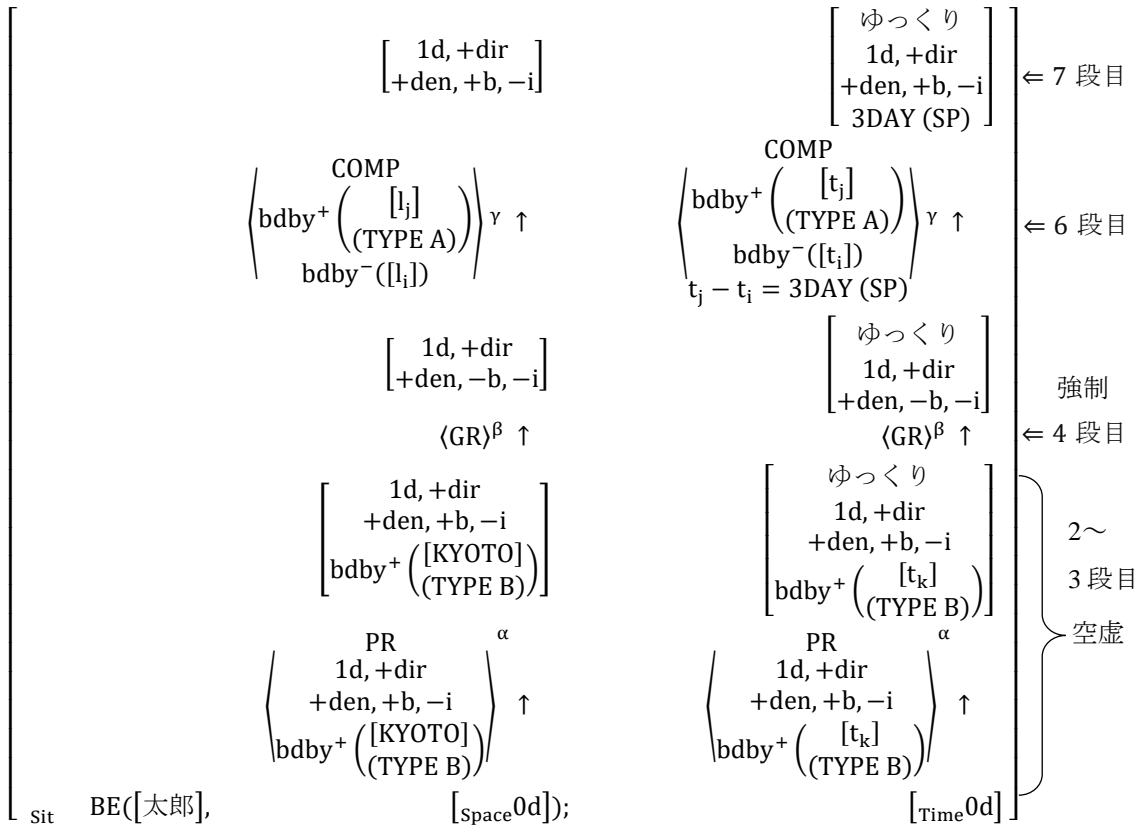 ゆっくり
[1d, +dir 1d, +dir
+den, +b, −i] +den, +b, −i ⇐ 7 段目
3DAY (SP)
COMP COMP
⟨bdby⁺([lⱼ] (TYPE A))⟩ᵞ ↑ ⟨bdby⁺([tⱼ] (TYPE A))⟩ᵞ ↑ ⇐ 6 段目
bdby⁻([lᵢ]) bdby⁻([tᵢ])
tⱼ − tᵢ = 3DAY (SP)
ゆっくり
[1d, +dir 1d, +dir
+den, −b, −i] +den, −b, −i 強制
⟨GR⟩ᵝ ↑ ⟨GR⟩ᵝ ↑ ⇐ 4 段目
ゆっくり
1d, +dir 1d, +dir
+den, +b, −i +den, +b, −i 2〜
bdby⁺([KYOTO] (TYPE B)) bdby⁺([tₖ] (TYPE B)) 3 段目
空虚
PR α PR α
1d, +dir 1d, +dir
+den, +b, −i ↑ +den, +b, −i ↑
bdby⁺([KYOTO] (TYPE B)) bdby⁺([tₖ] (TYPE B))
Sit BE([太郎], [Space0d]); [Time0d]